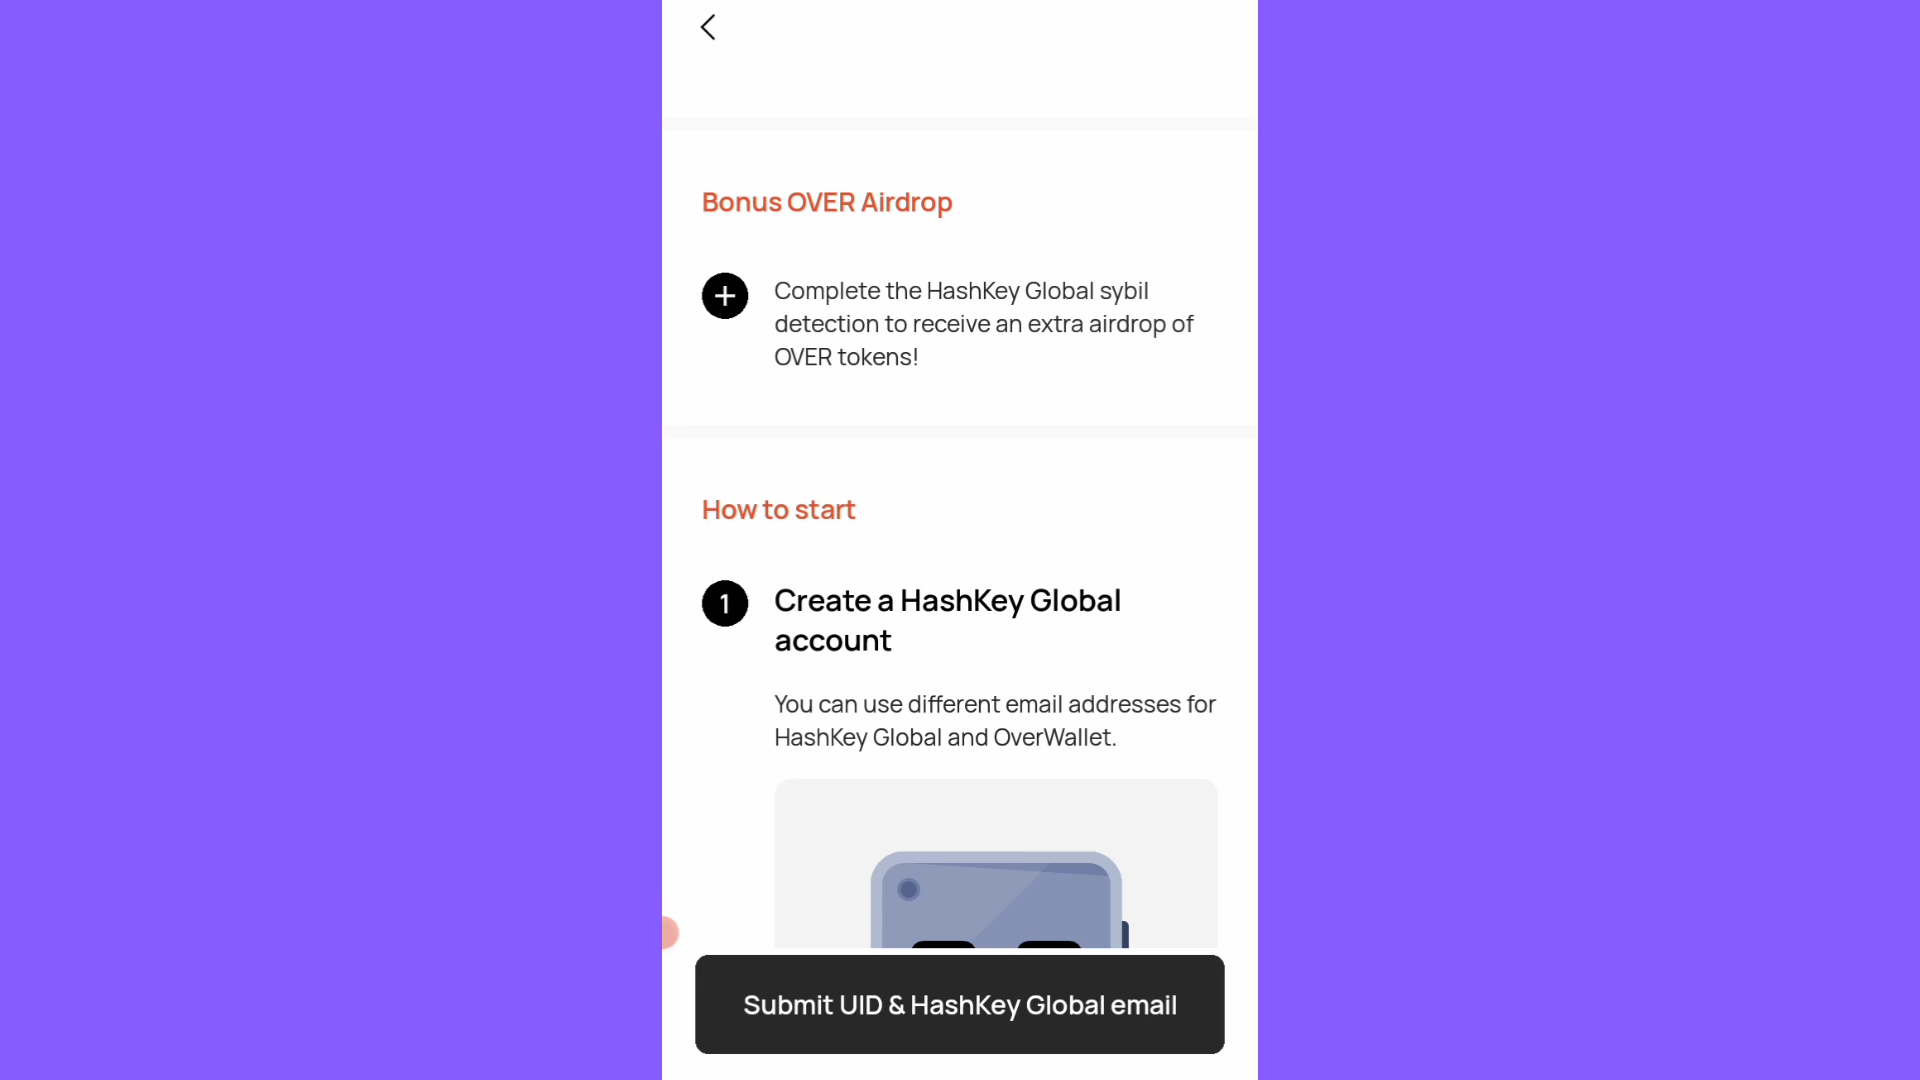 Bonus OVER Airdrop
Complete the HashKey Global sybil
detection to receive an extra airdrop of
OVER tokens!
How to start
1
Create a HashKey Global
account
You can use different email addresses for
HashKey Global and OverWallet.
Submit UID & HashKey Global email